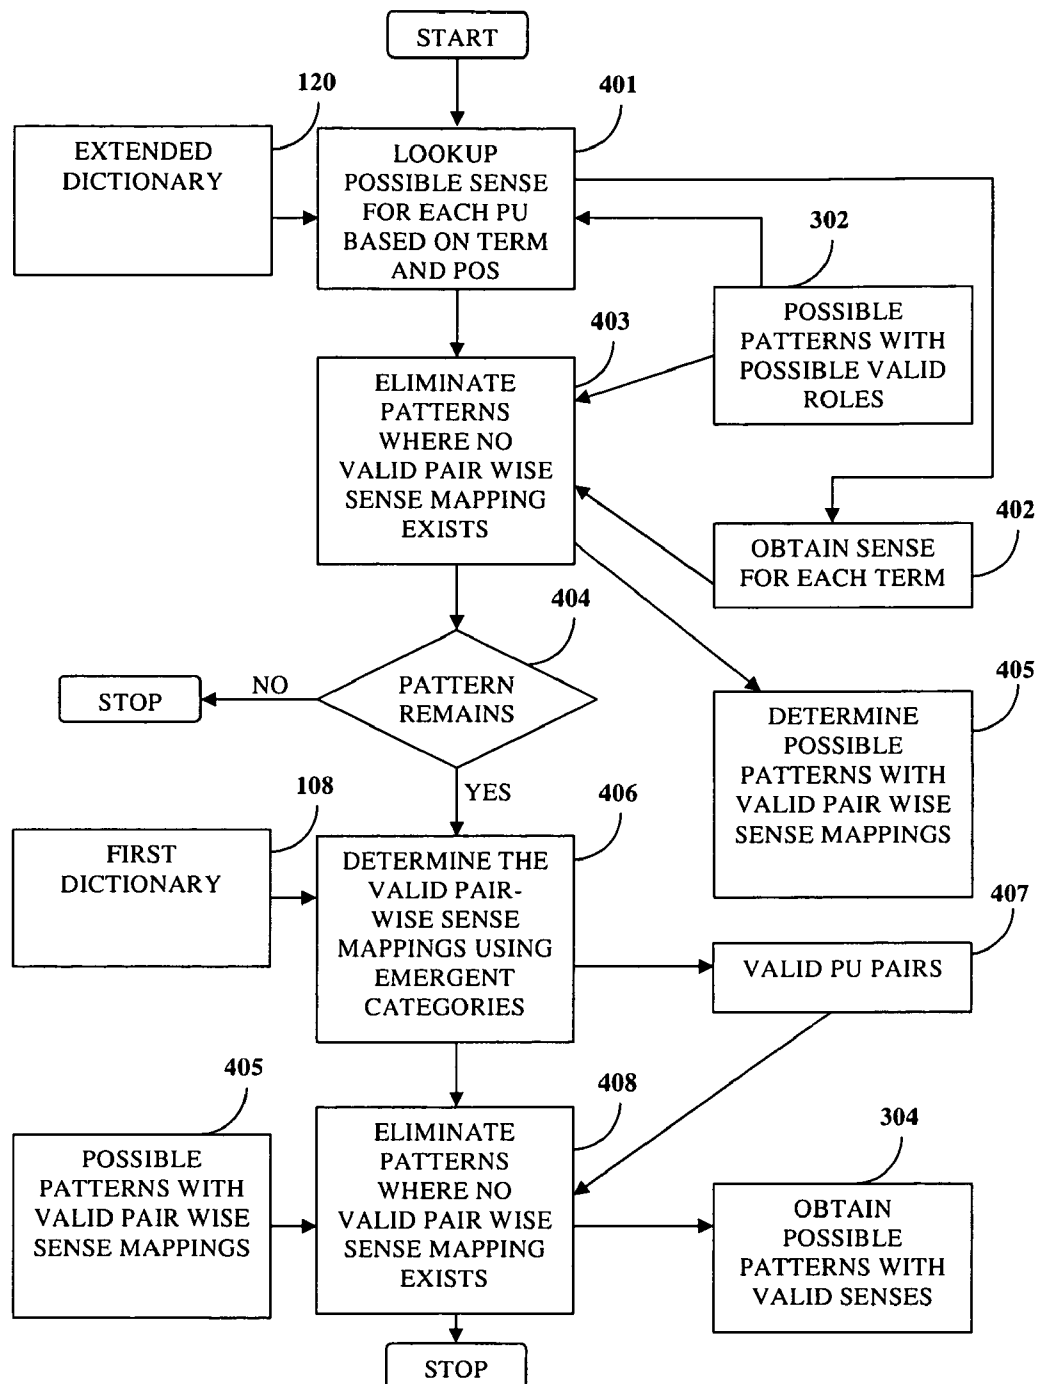 START
120
401
EXTENDED
DICTIONARY
LOOKUP
POSSIBLE SENSE
FOR EACH PU
BASED ON TERM
AND POS
302
POSSIBLE
PATTERNS WITH
POSSIBLE VALID
ROLES
403
ELIMINATE
PATTERNS
WHERE NO
VALID PAIR WISE
SENSE MAPPING
EXISTS
402
OBTAIN SENSE
FOR EACH TERM
404
PATTERN
REMAINS
NO
STOP
YES
405
DETERMINE
POSSIBLE
PATTERNS WITH
VALID PAIR WISE
SENSE MAPPINGS
108
FIRST
DICTIONARY
406
DETERMINE THE
VALID PAIR-
WISE SENSE
MAPPINGS USING
EMERGENT
CATEGORIES
407
VALID PU PAIRS
405
POSSIBLE
PATTERNS WITH
VALID PAIR WISE
SENSE MAPPINGS
408
ELIMINATE
PATTERNS
WHERE NO
VALID PAIR WISE
SENSE MAPPING
EXISTS
304
OBTAIN
POSSIBLE
PATTERNS WITH
VALID SENSES
STOP